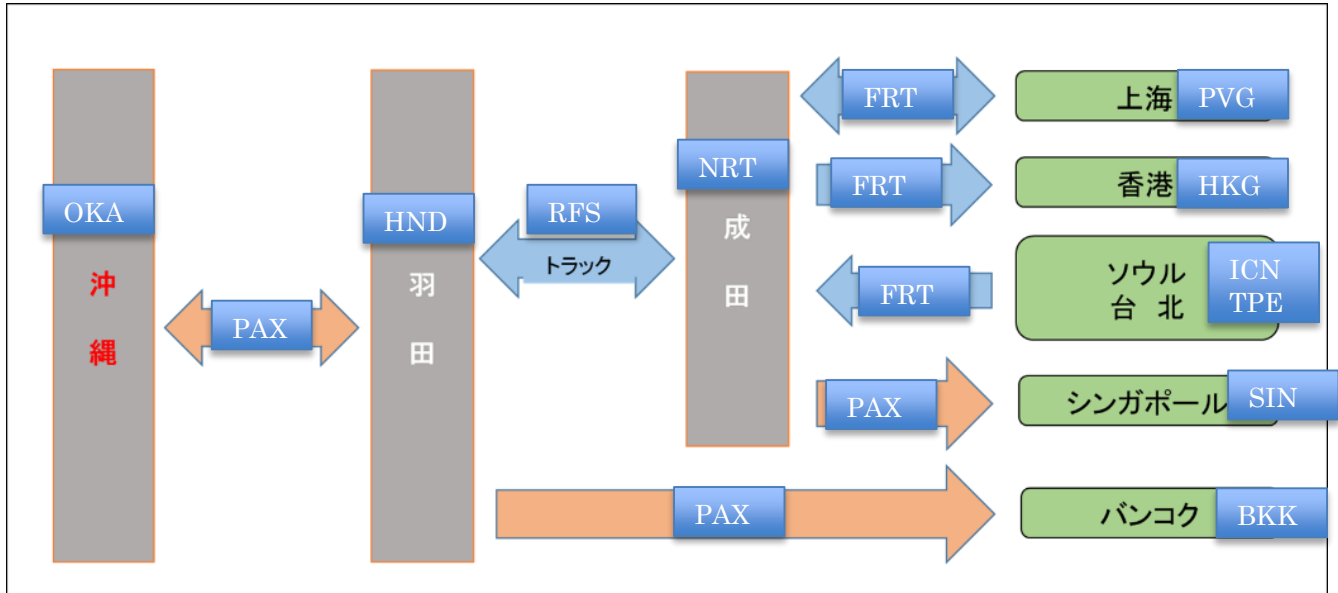 OKA
沖
縄
PAX
HND
羽
田
RFS
トラック
NRT
成
田
FRT
上海 PVG
FRT
香港 HKG
FRT
ソウル
台 北
ICN
TPE
PAX
シンガポール SIN
PAX
バンコク BKK